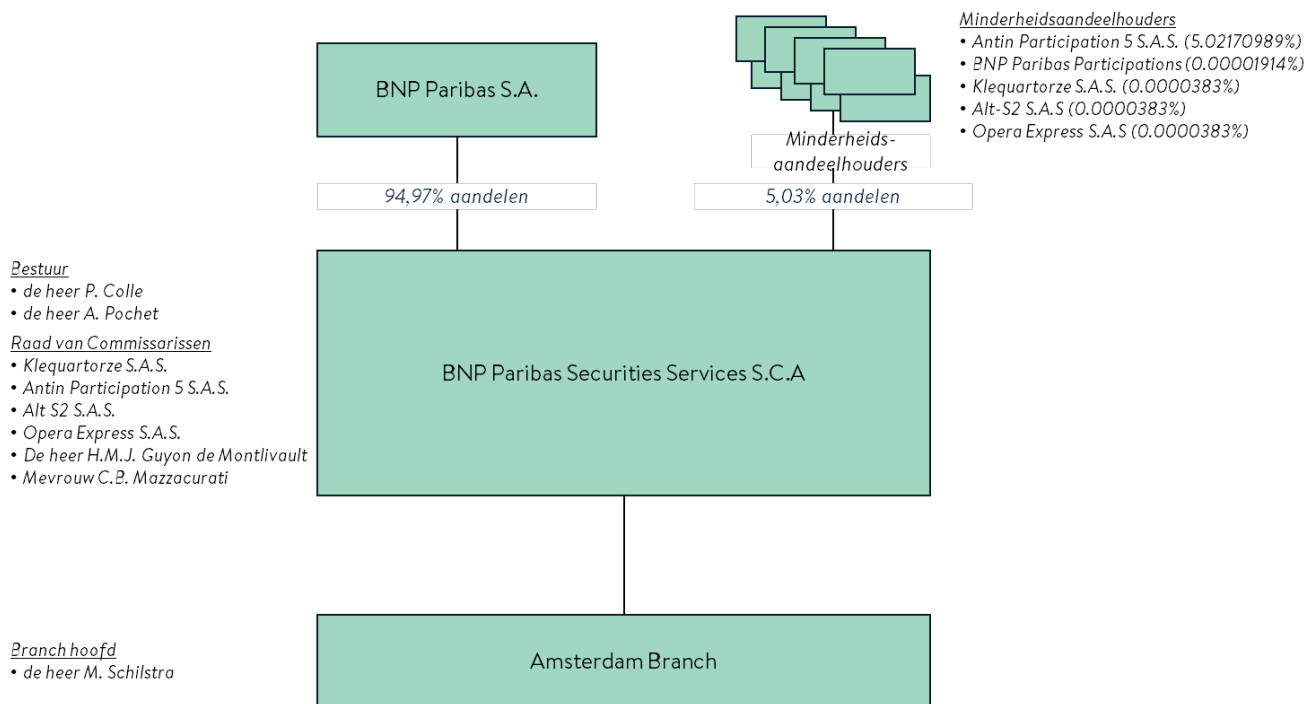 BNP Paribas S.A.
Minderheids-
aandeelhouders
Minderheidsaandeelhouders
• Antin Participation 5 S.A.S. (5.02170989%)
• BNP Paribas Participations (0.00001914%)
• Klequartorze S.A.S. (0.0000383%)
• Alt-S2 S.A.S (0.0000383%)
• Opera Express S.A.S (0.0000383%)
94,97% aandelen
5,03% aandelen
Bestuur
• de heer P. Colle
• de heer A. Pochet
Raad van Commissarissen
• Klequartorze S.A.S.
• Antin Participation 5 S.A.S.
• Alt S2 S.A.S.
• Opera Express S.A.S.
• De heer H.M.J. Guyon de Montlivault
• Mevrouw C.B. Mazzacurati
BNP Paribas Securities Services S.C.A
Branch hoofd
• de heer M. Schilstra
Amsterdam Branch